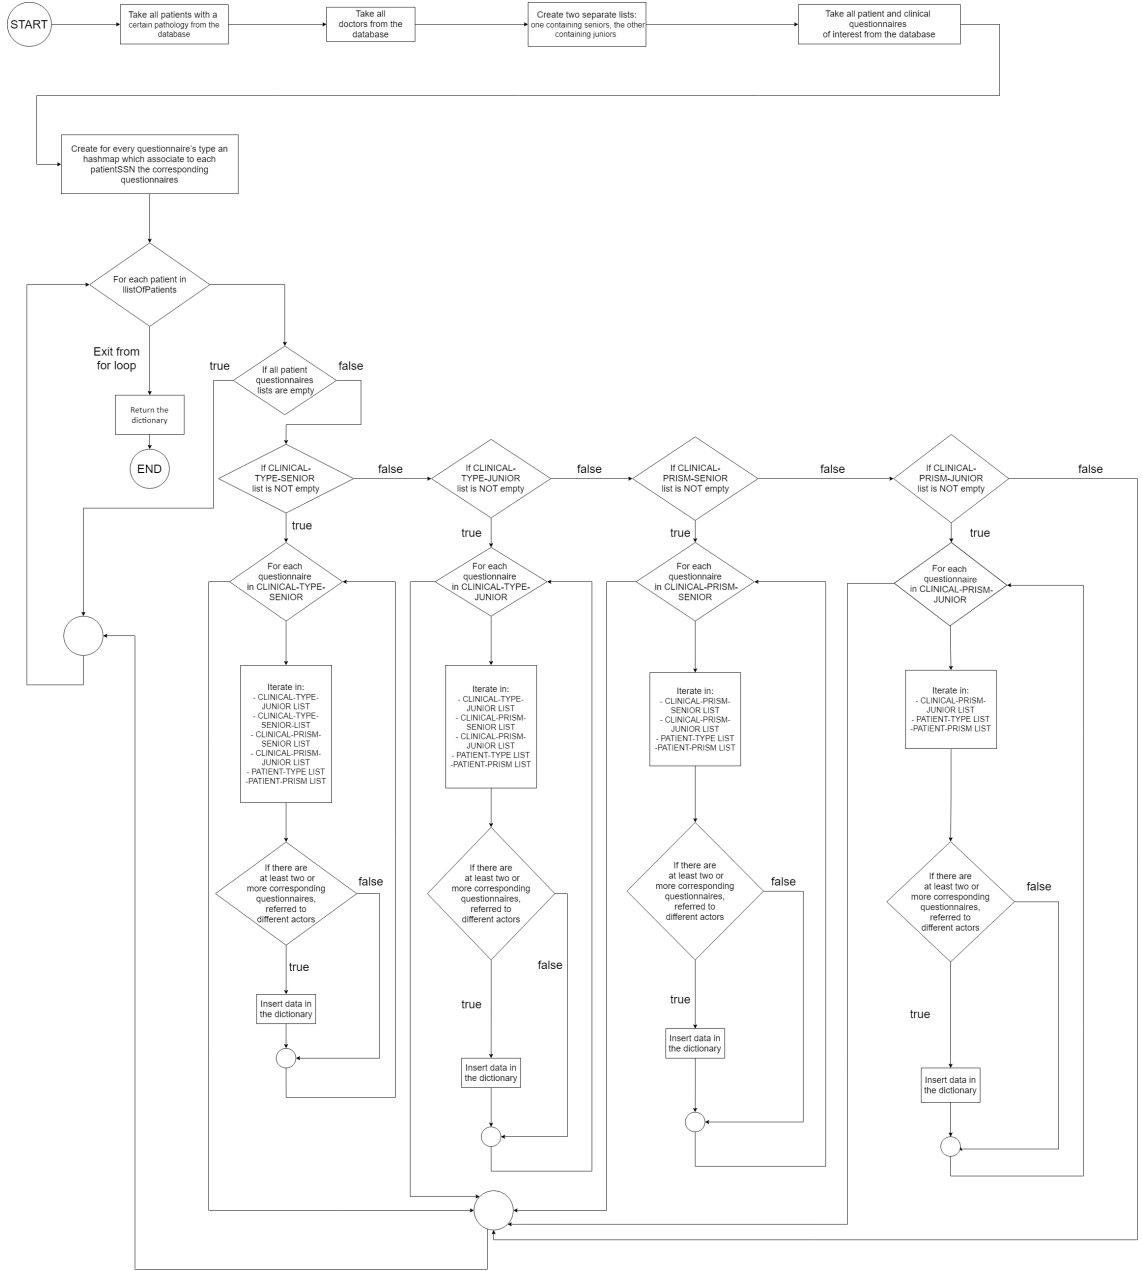 START
Take all patients with a
certain pathology from the
database
Take all
doctors from the
database
Create two separate lists:
one containing seniors, the other
containing juniors
Take all patient and clinical
questionnaires
of interest from the database
Create for every questionnaire's type an
hashmap which associate to each
patientSSN the corresponding
questionnaires
For each patient in
llistOfPatients
Exit from
for loop
Return the
dictionary
END
true
If all patient
questionnaires
lists are empty
false
If CLINICAL-
TYPE-SENIOR
list is NOT empty
false
If CLINICAL-
TYPE-JUNIOR
list is NOT empty
false
If CLINICAL-
PRISM-SENIOR
list is NOT empty
false
If CLINICAL-
PRISM-JUNIOR
list is NOT empty
false
true
true
true
true
For each
questionnaire
in CLINICAL-TYPE-
SENIOR
For each
questionnaire
in CLINICAL-TYPE-
JUNIOR
For each
questionnaire
in CLINICAL-PRISM-
SENIOR
For each
questionnaire
in CLINICAL-PRISM-
JUNIOR
Iterate in:
- CLINICAL-TYPE-
JUNIOR LIST
- CLINICAL-TYPE-
SENIOR-LIST
- CLINICAL-PRISM-
SENIOR LIST
- CLINICAL-PRISM-
JUNIOR LIST
- PATIENT-TYPE LIST
-PATIENT-PRISM LIST
Iterate in:
- CLINICAL-TYPE-
JUNIOR LIST
- CLINICAL-PRISM-
SENIOR LIST
- CLINICAL-PRISM-
JUNIOR LIST
- PATIENT-TYPE LIST
-PATIENT-PRISM LIST
Iterate in:
- CLINICAL-PRISM-
SENIOR LIST
- CLINICAL-PRISM-
JUNIOR LIST
- PATIENT-TYPE LIST
-PATIENT-PRISM LIST
Iterate in:
- CLINICAL-PRISM-
JUNIOR LIST
- PATIENT-TYPE LIST
-PATIENT-PRISM LIST
If there are
at least two or
more corresponding
questionnaires,
referred to
different actors
false
If there are
at least two or
more corresponding
questionnaires,
referred to
different actors
false
If there are
at least two or
more corresponding
questionnaires,
referred to
different actors
false
If there are
at least two or
more corresponding
questionnaires,
referred to
different actors
false
true
Insert data in
the dictionary
true
Insert data in
the dictionary
true
Insert data in
the dictionary
true
Insert data in
the dictionary